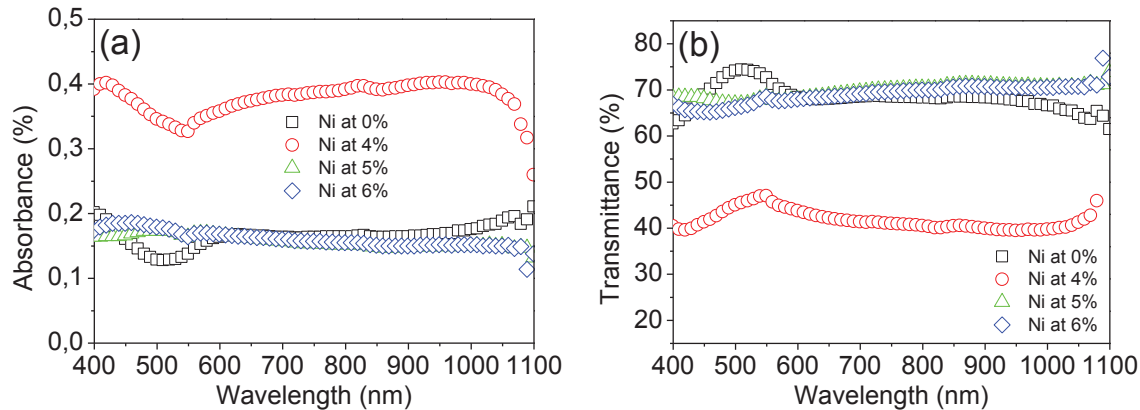 (a)
Absorbance (%)
0,5
0,4
0,3
0,2
0,1
0,0
Ni at 0%
Ni at 4%
Ni at 5%
Ni at 6%
400 500 600 700 800 900 1000 1100
Wavelength (nm)
(b)
Transmittance (%)
80
70
60
50
40
30
20
Ni at 0%
Ni at 4%
Ni at 5%
Ni at 6%
400 500 600 700 800 900 1000 1100
Wavelength (nm)